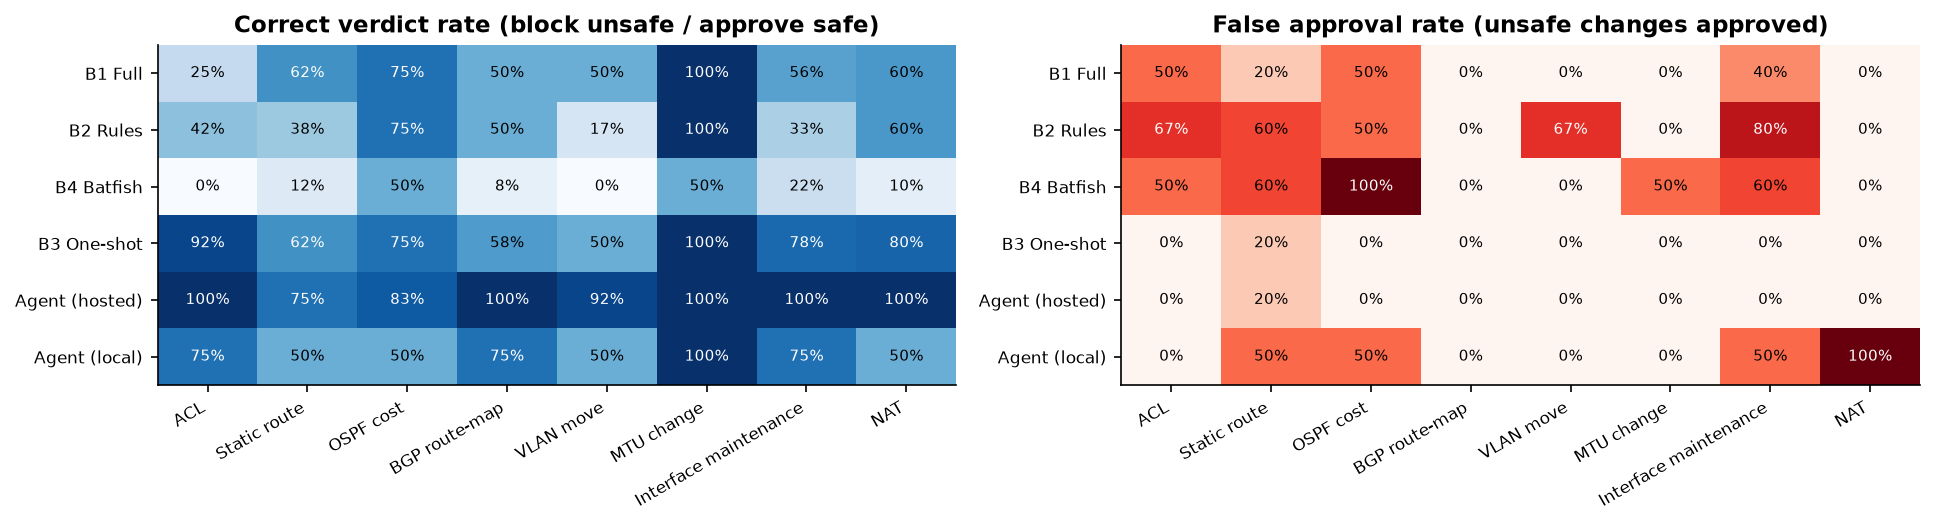 Correct verdict rate (block unsafe / approve safe)
B1 Full 25% 62% 75% 50% 50% 100% 56% 60%
B2 Rules 42% 38% 75% 50% 17% 100% 33% 60%
B4 Batfish 0% 12% 50% 8% 0% 50% 22% 10%
B3 One-shot 92% 62% 75% 58% 50% 100% 78% 80%
Agent (hosted) 100% 75% 83% 100% 92% 100% 100% 100%
Agent (local) 75% 50% 50% 75% 50% 100% 75% 50%
ACL
Static route
OSPF cost
BGP route-map
VLAN move
MTU change
Interface maintenance
NAT
False approval rate (unsafe changes approved)
B1 Full 50% 20% 50% 0% 0% 0% 40% 0%
B2 Rules 67% 60% 50% 0% 67% 0% 80% 0%
B4 Batfish 50% 60% 100% 0% 0% 50% 60% 0%
B3 One-shot 0% 20% 0% 0% 0% 0% 0% 0%
Agent (hosted) 0% 20% 0% 0% 0% 0% 0% 0%
Agent (local) 0% 50% 50% 0% 0% 0% 50% 100%
ACL
Static route
OSPF cost
BGP route-map
VLAN move
MTU change
Interface maintenance
NAT